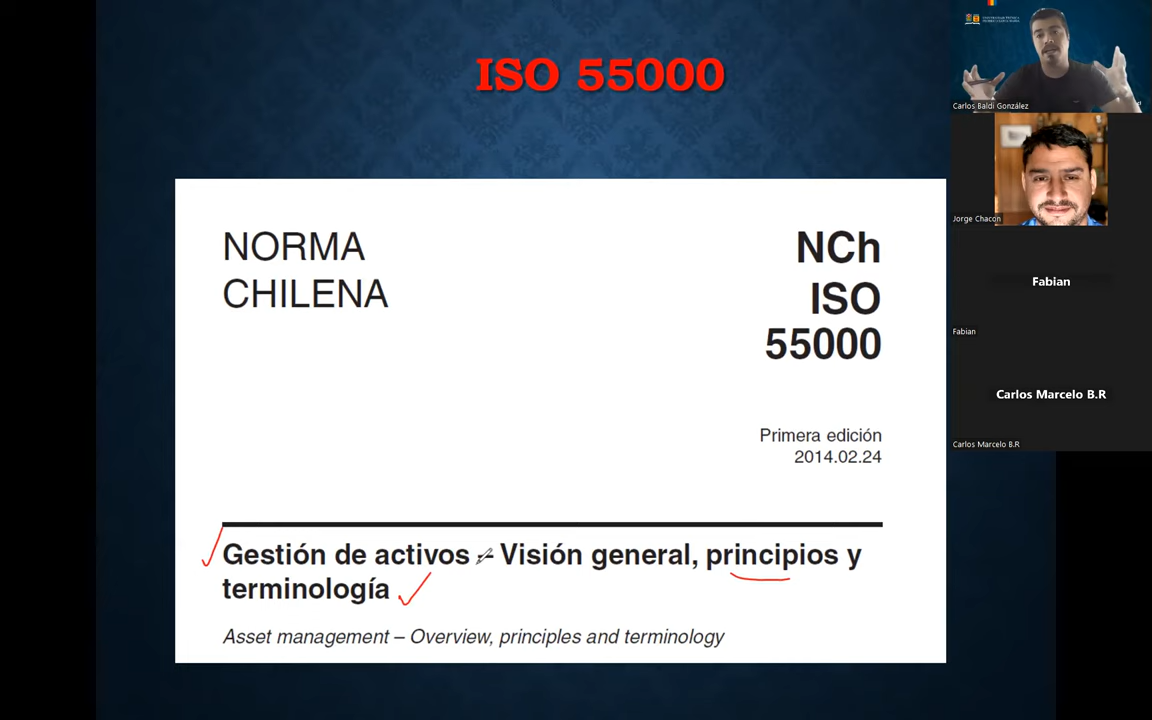 ISO 55000
NORMA
CHILENA
NCh
ISO
55000
Primera edición
2014.02.24
Gestión de activos - Visión general, principios y
terminología
Asset management – Overview, principles and terminology
Carlos Baldi González
Jorge Chacon
Fabian
Fabian
Carlos Marcelo B.R
Carlos Marcelo B.R